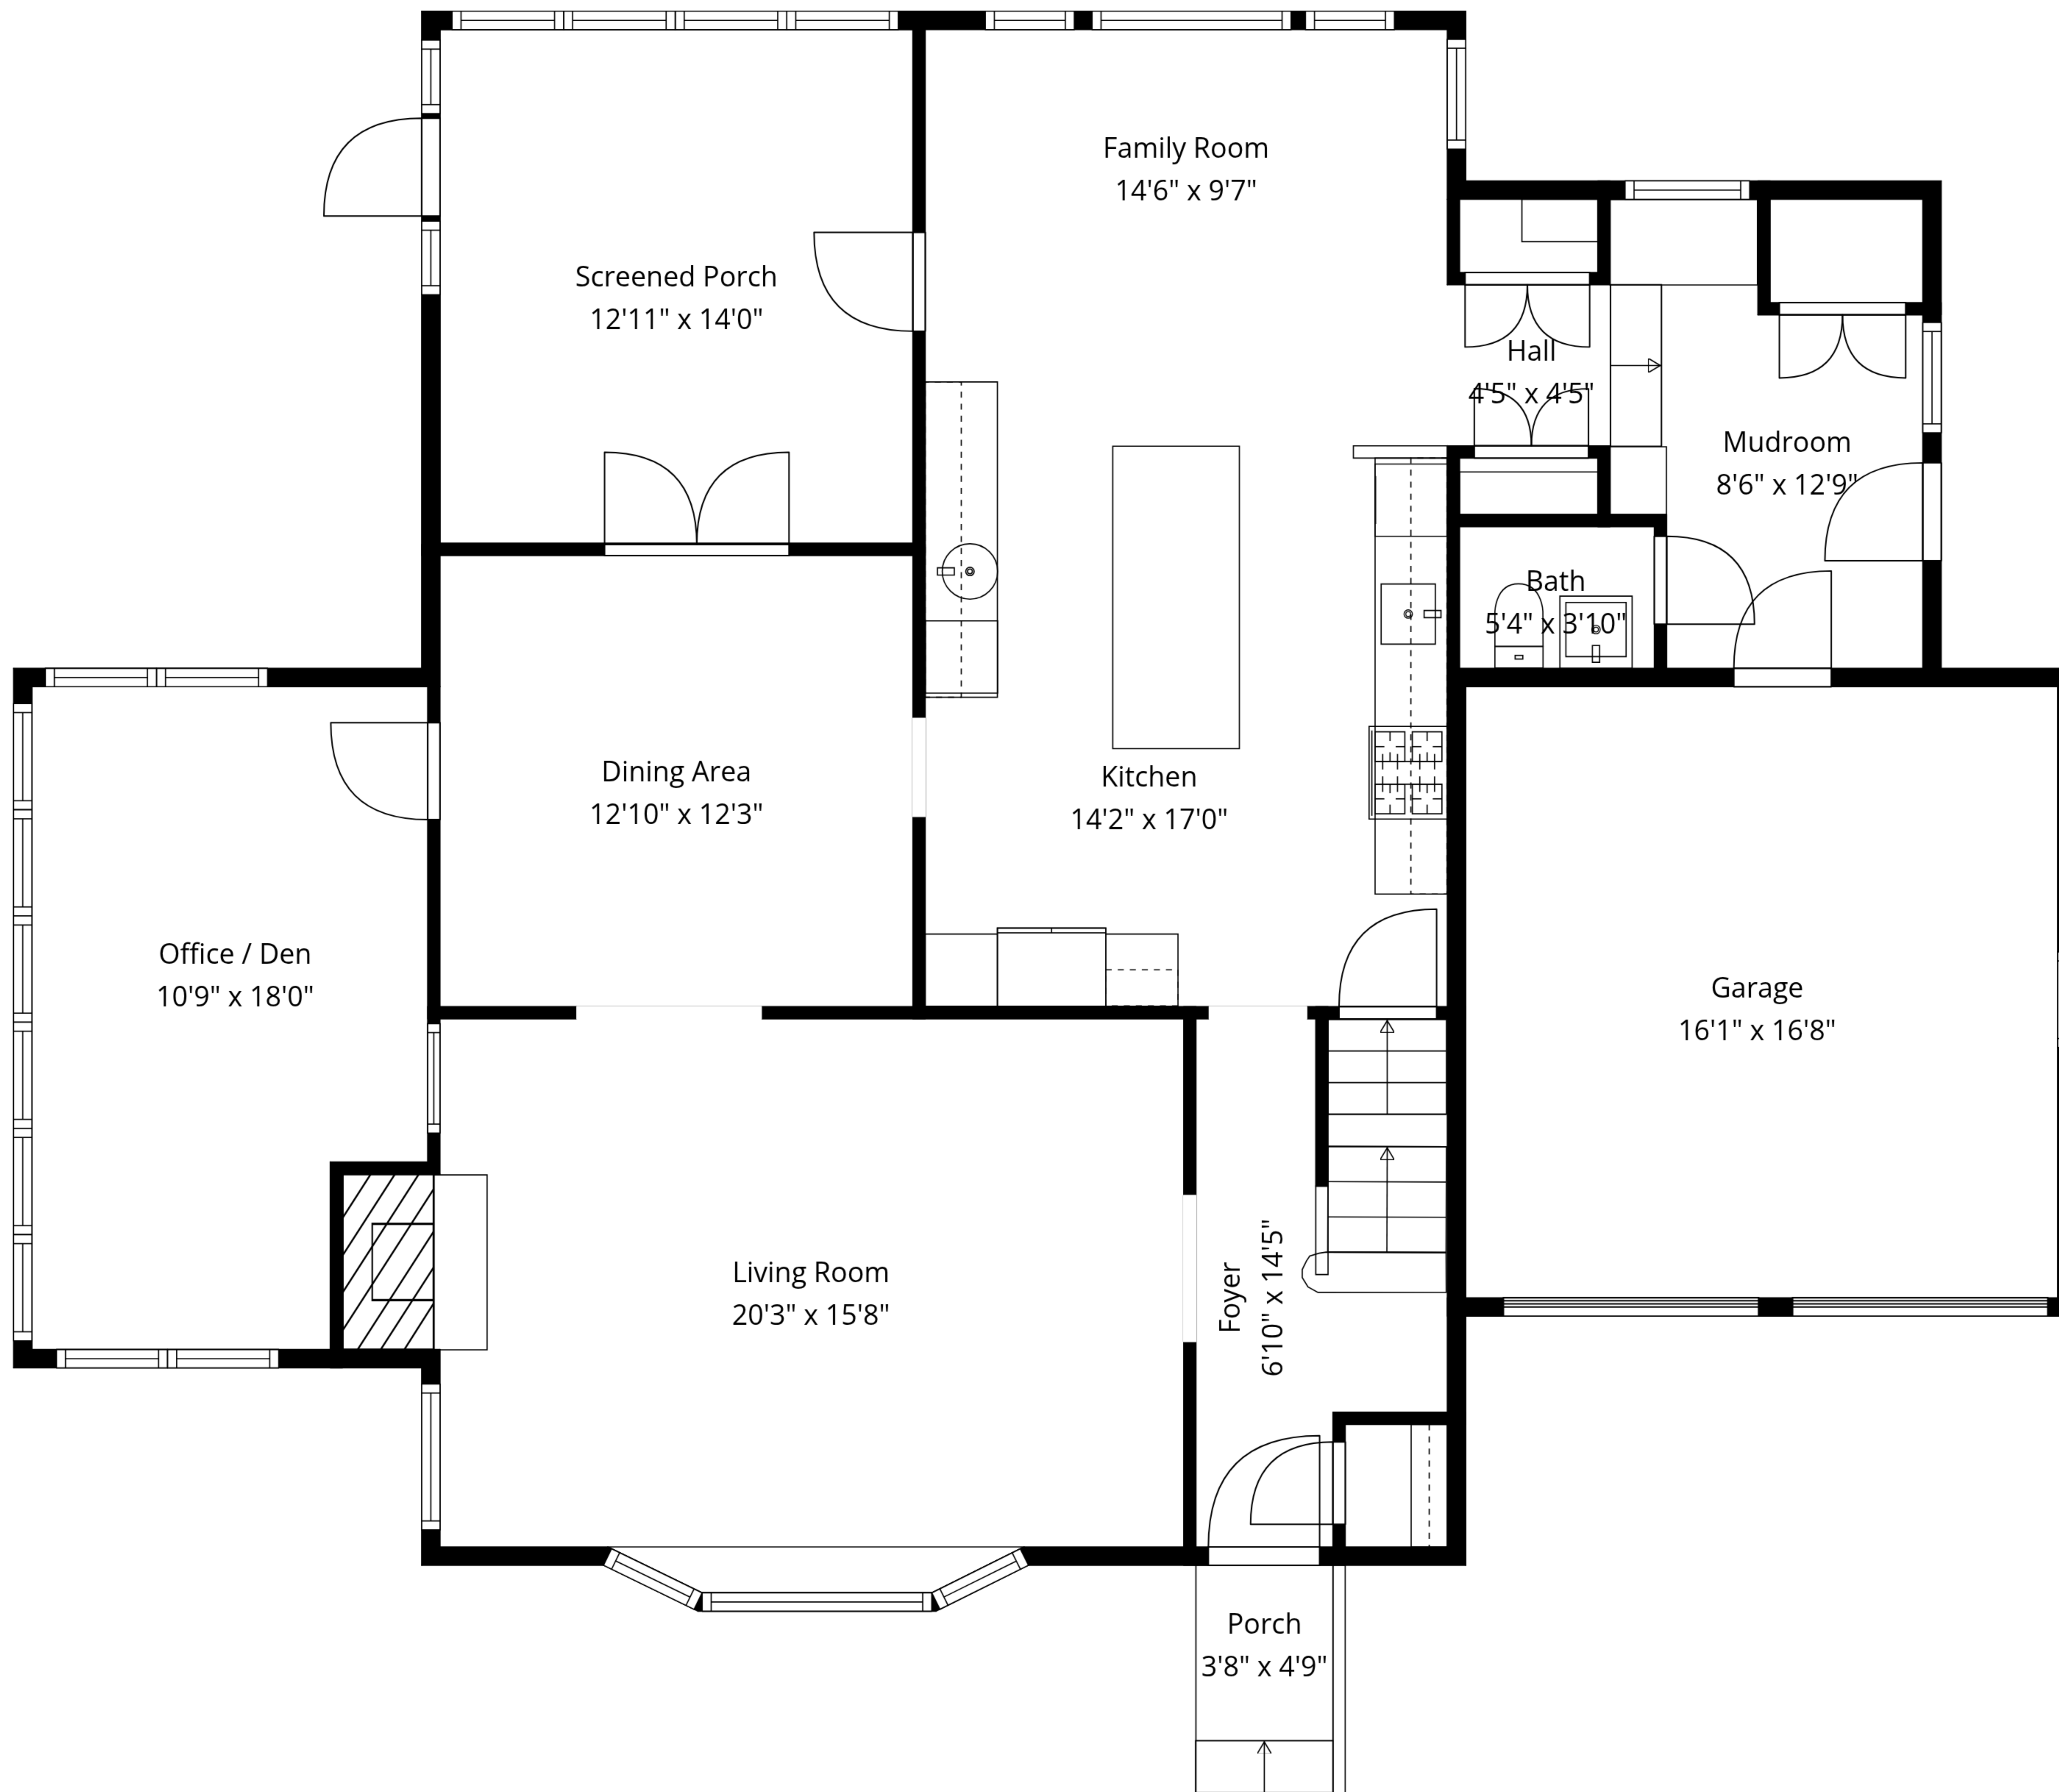 Family Room
14'6" x 9'7"
Screened Porch
12'11" x 14'0"
Hall
4'5" x 4'5"
Mudroom
8'6" x 12'9"
Bath
5'4" x 3'10"
Dining Area
12'10" x 12'3"
Kitchen
14'2" x 17'0"
Office / Den
10'9" x 18'0"
Garage
16'1" x 16'8"
Living Room
20'3" x 15'8"
Foyer
6'10" x 14'5"
Porch
3'8" x 4'9"